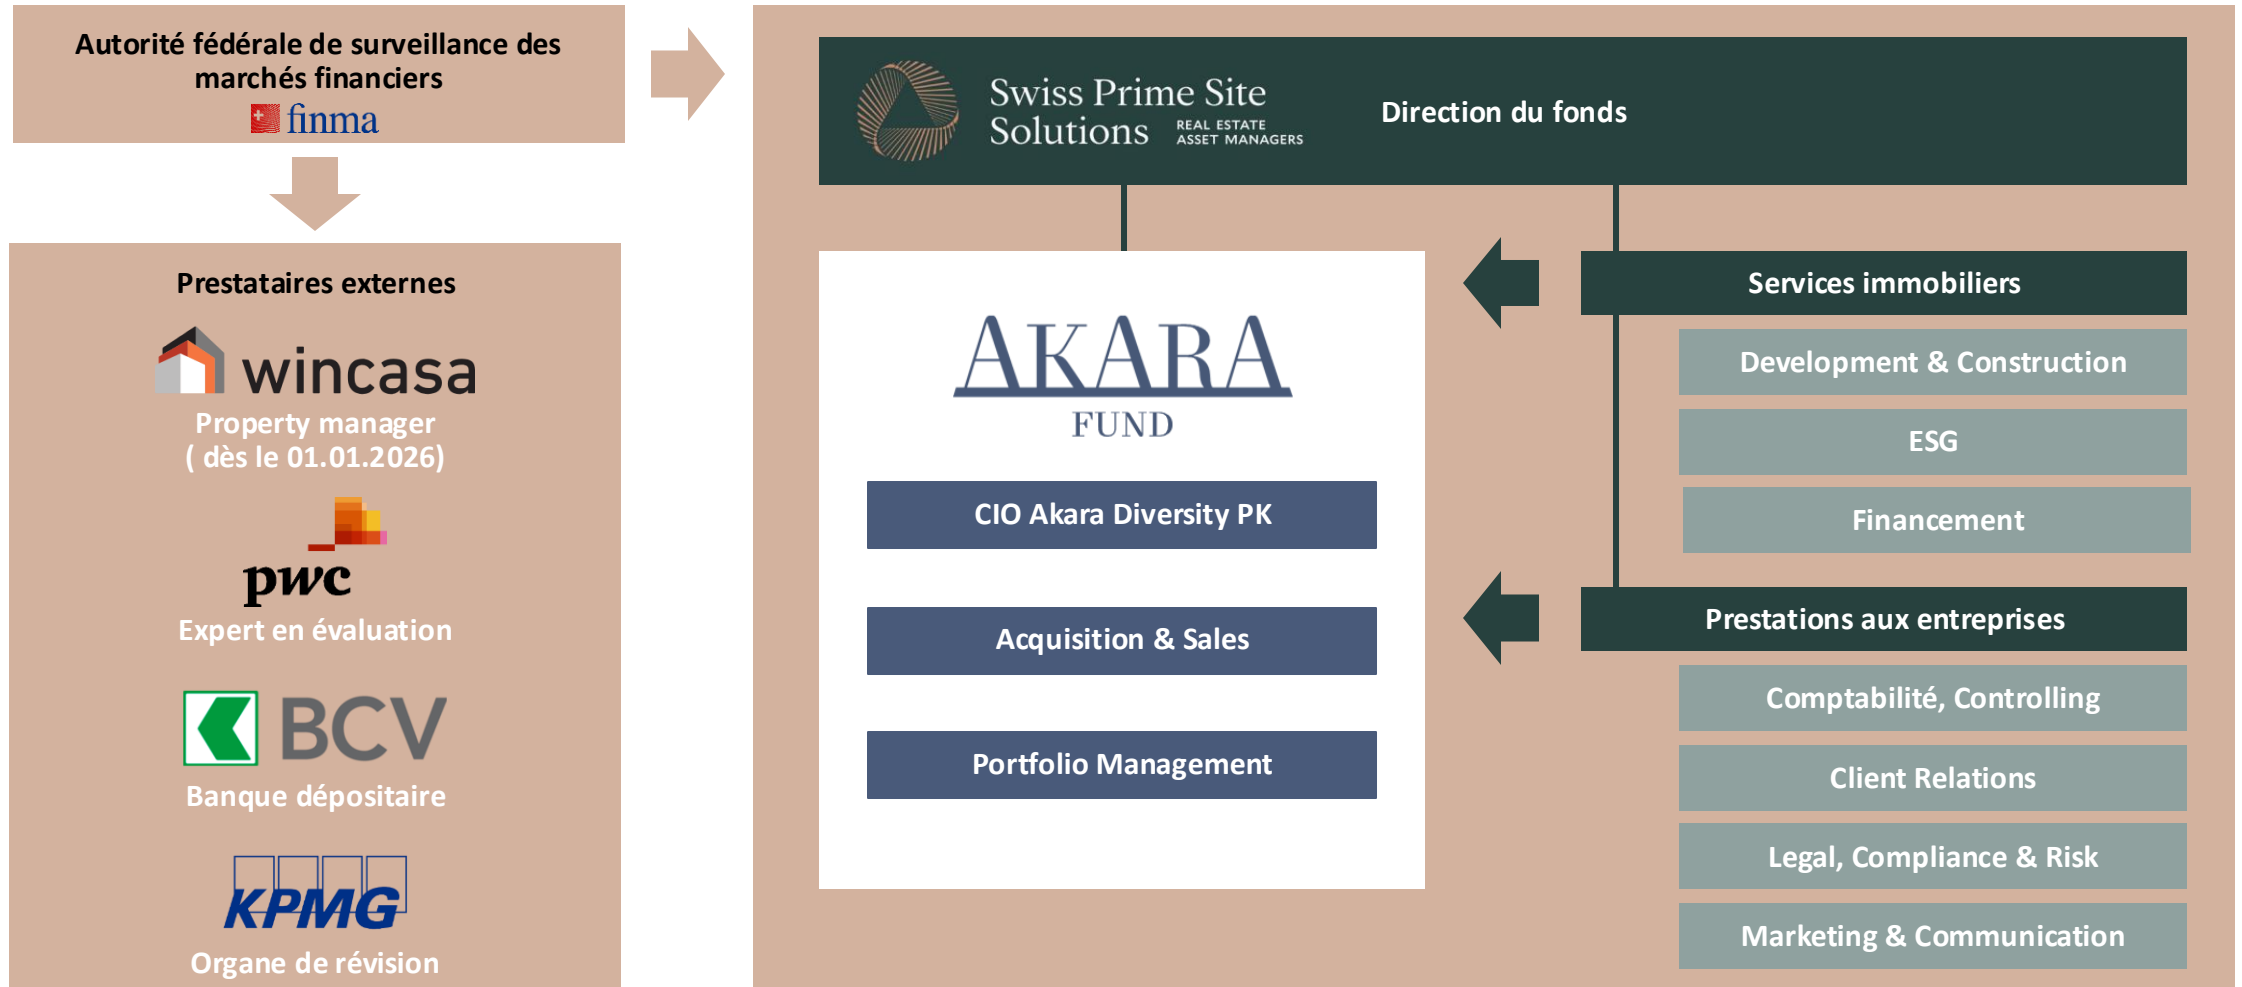 Autorité fédérale de surveillance des
marchés financiers
finma
Prestataires externes
wincasa
Property manager
( dès le 01.01.2026)
pwc
Expert en évaluation
BCV
Banque dépositaire
KPMG
Organe de révision
Swiss Prime Site
Solutions REAL ESTATE
ASSET MANAGERS
Direction du fonds
AKARA
FUND
CIO Akara Diversity PK
Acquisition & Sales
Portfolio Management
Services immobiliers
Development & Construction
ESG
Financement
Prestations aux entreprises
Comptabilité, Controlling
Client Relations
Legal, Compliance & Risk
Marketing & Communication